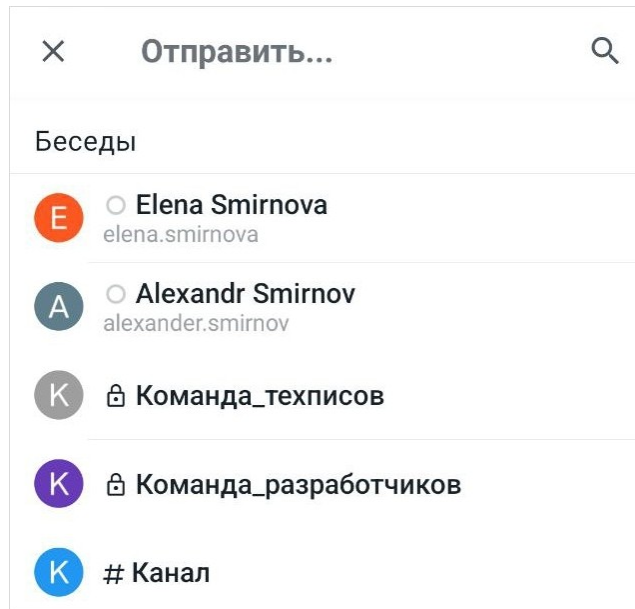 Отправить...
Беседы
E
Elena Smirnova
elena.smirnova
A
Alexandr Smirnov
alexander.smirnov
K
Команда_техписов
K
Команда_разработчиков
K
# Канал